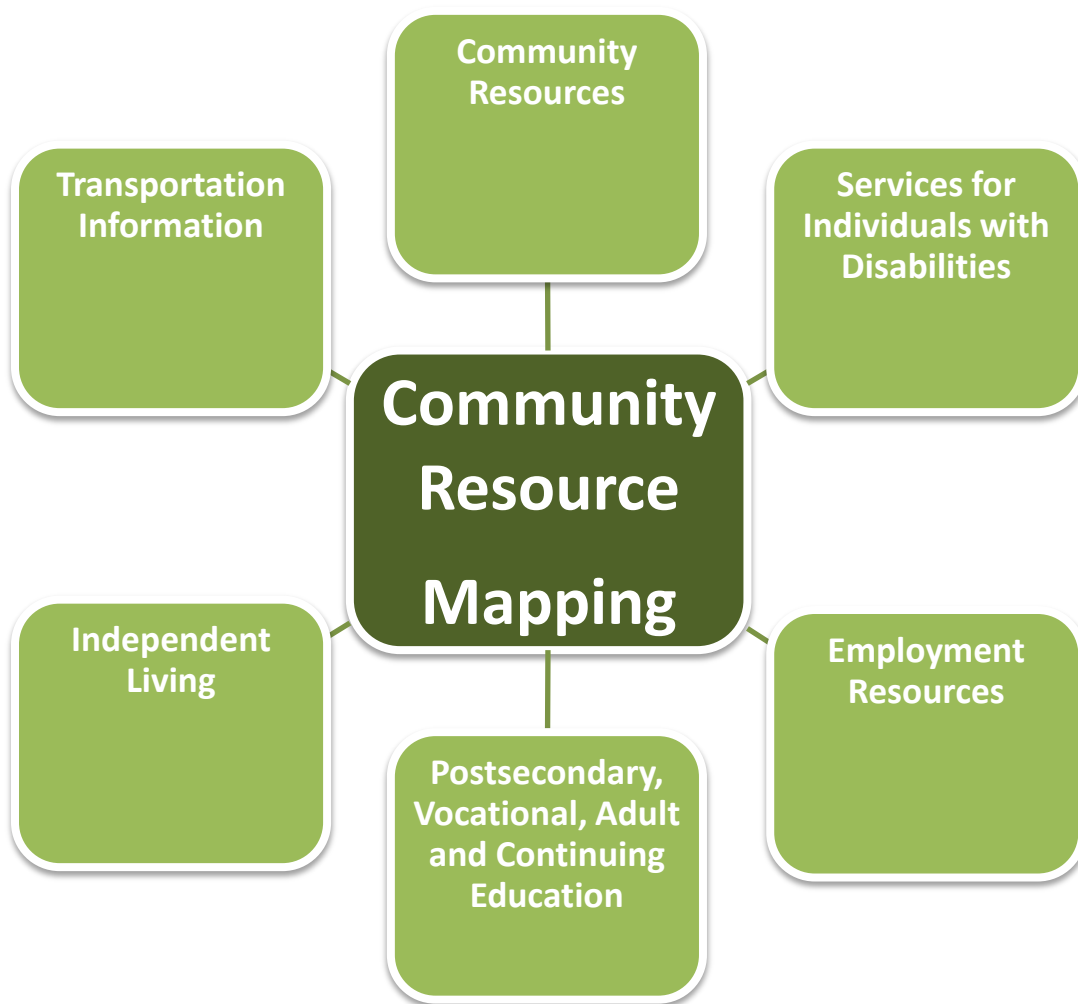 Community
Resources
Transportation
Information
Services for
Individuals with
Disabilities
Community
Resource
Mapping
Independent
Living
Employment
Resources
Postsecondary,
Vocational, Adult
and Continuing
Education